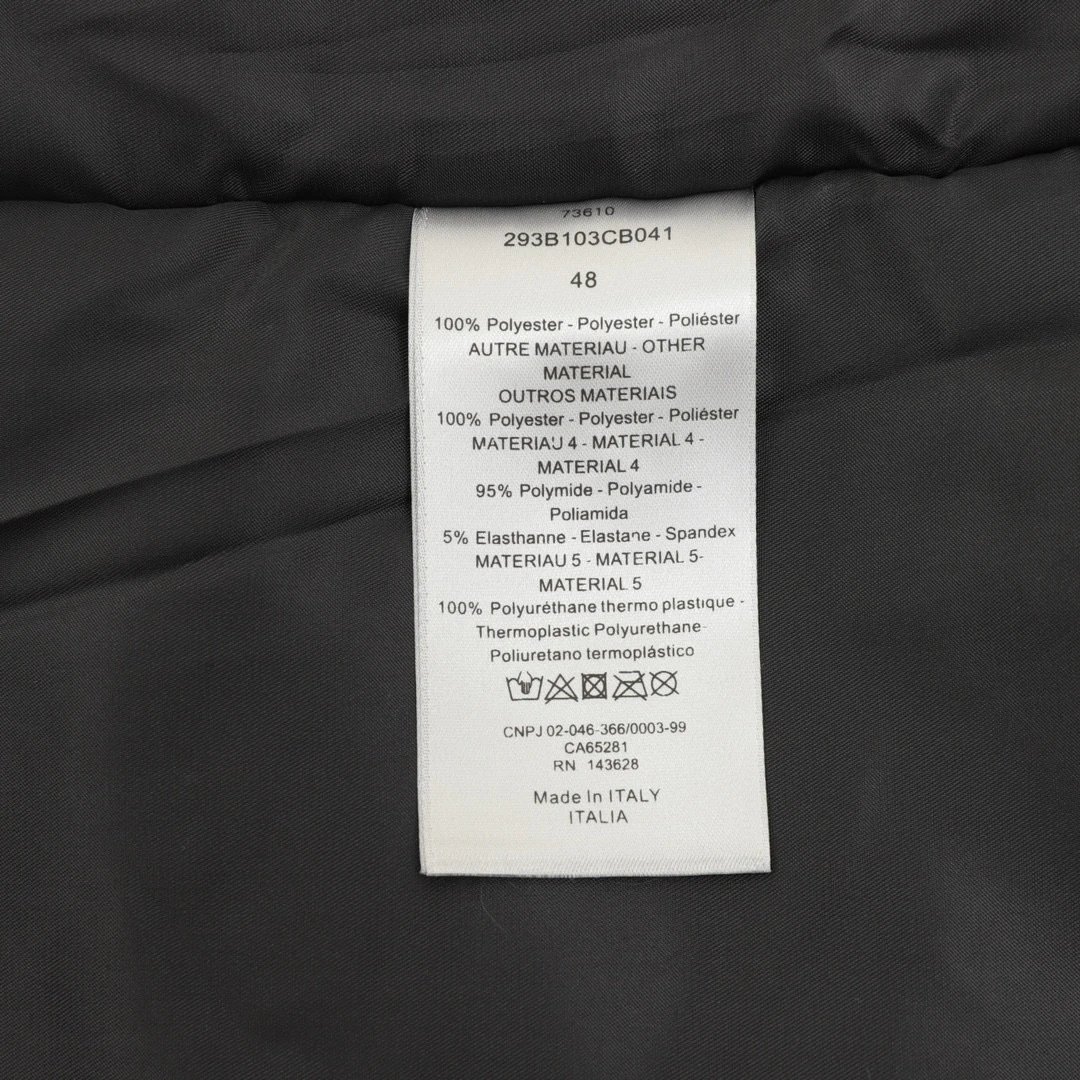 73610
293B103CB041
48
100% Polyester - Polyester - Poliéster
AUTRE MATERIAU - OTHER
MATERIAL
OUTROS MATERIAIS
100% Polyester - Polyester - Poliéster
MATERIAU 4 - MATERIAL 4 -
MATERIAL 4
95% Polymide - Polyamide -
Poliamida
5% Elasthanne - Elastane - Spandex
MATERIAU 5 - MATERIAL 5-
MATERIAL 5
100% Polyuréthane thermo plastique -
Thermoplastic Polyurethane-
Poliuretano termoplástico
CNPJ 02-046-366/0003-99
CA65281
RN 143628
Made In ITALY
ITALIA